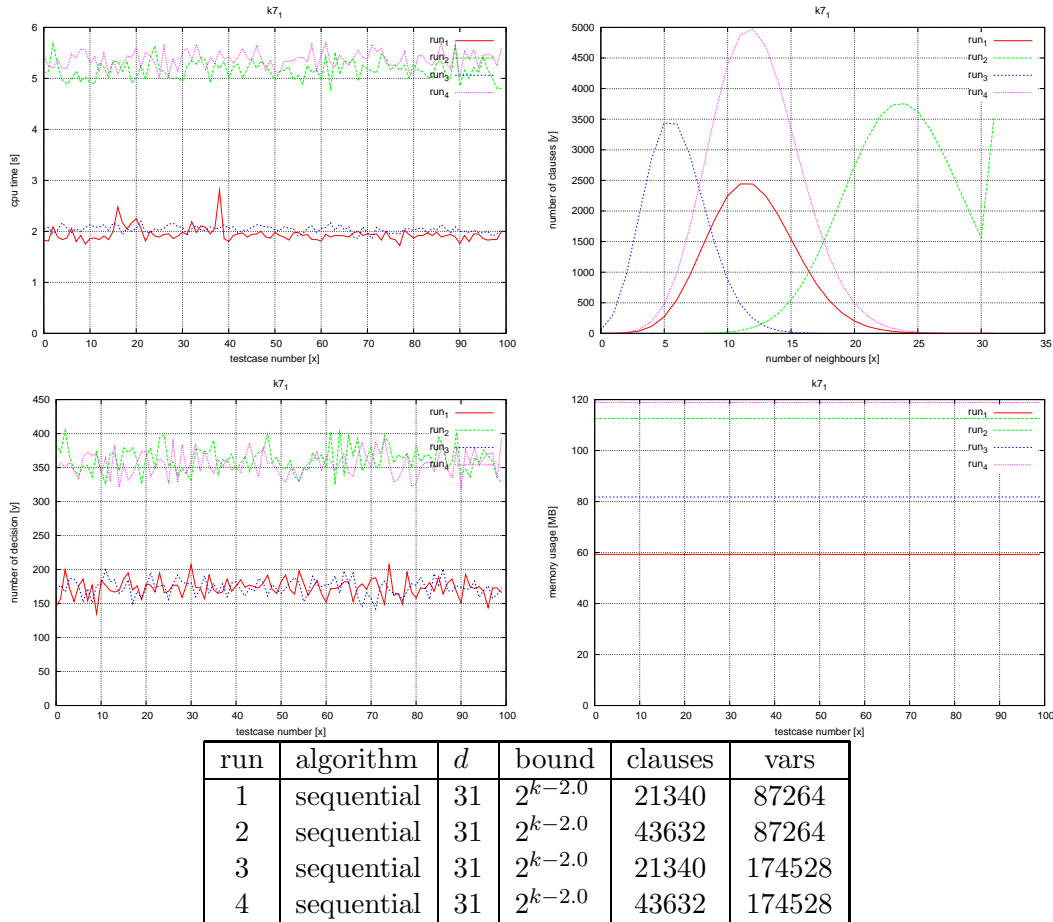 k7₁
run₁
run₂
run₃
run₄
cpu time [s]
6
5
4
3
2
1
0
0 10 20 30 40 50 60 70 80 90 100
testcase number [x]
k7₁
run₁
run₂
run₃
run₄
number of clauses [y]
5000
4500
4000
3500
3000
2500
2000
1500
1000
500
0
0 5 10 15 20 25 30 35
number of neighbours [x]
k7₁
run₁
run₂
run₃
run₄
number of decision [y]
450
400
350
300
250
200
150
100
50
0
0 10 20 30 40 50 60 70 80 90 100
testcase number [x]
k7₁
run₁
run₂
run₃
run₄
memory usage [MB]
120
100
80
60
40
20
0
0 10 20 30 40 50 60 70 80 90 100
testcase number [x]
run algorithm d bound clauses vars
1 sequential 31 2^{k−2.0} 21340 87264
2 sequential 31 2^{k−2.0} 43632 87264
3 sequential 31 2^{k−2.0} 21340 174528
4 sequential 31 2^{k−2.0} 43632 174528